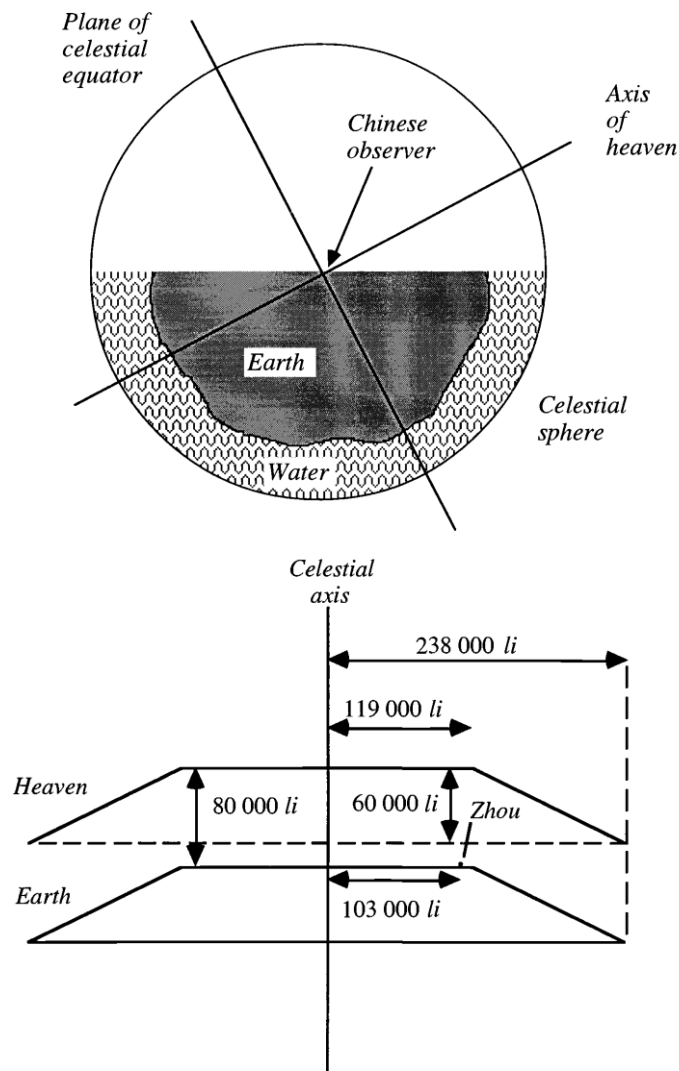 Plane of
celestial
equator
Axis
of
heaven
Chinese
observer
Earth
Celestial
sphere
Water
Celestial
axis
238 000 li
119 000 li
Heaven
80 000 li
60 000 li
Zhou
Earth
103 000 li